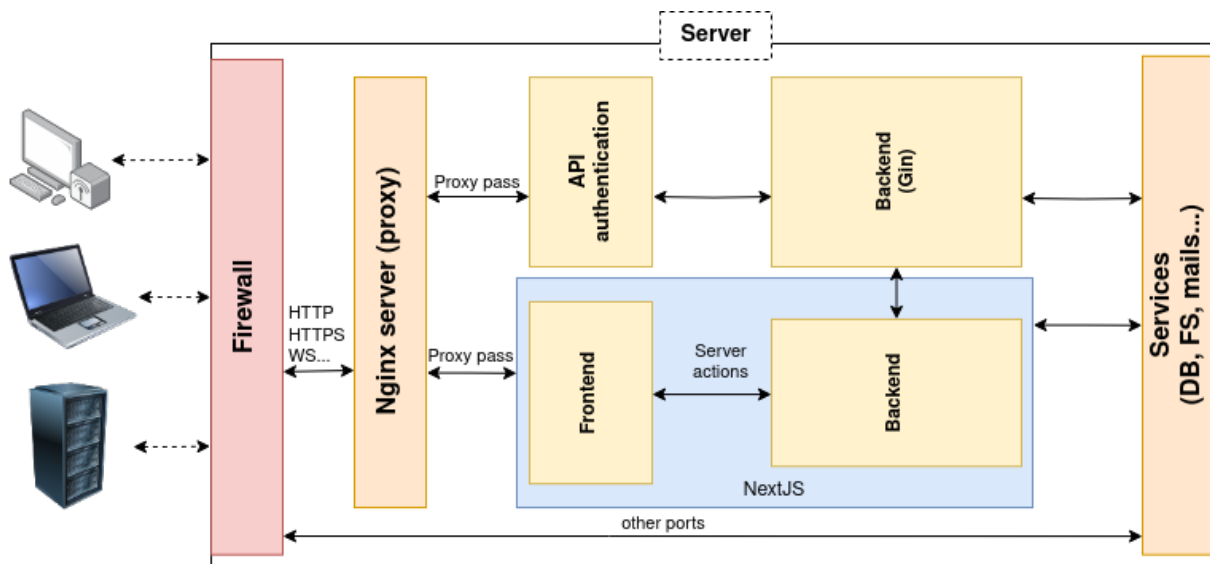 Server
Firewall
HTTP
HTTPS
WS...
Nginx server (proxy)
Proxy pass
Proxy pass
API
authentication
Backend
(Gin)
Frontend
Server
actions
Backend
NextJS
other ports
Services
(DB, FS, mails...)